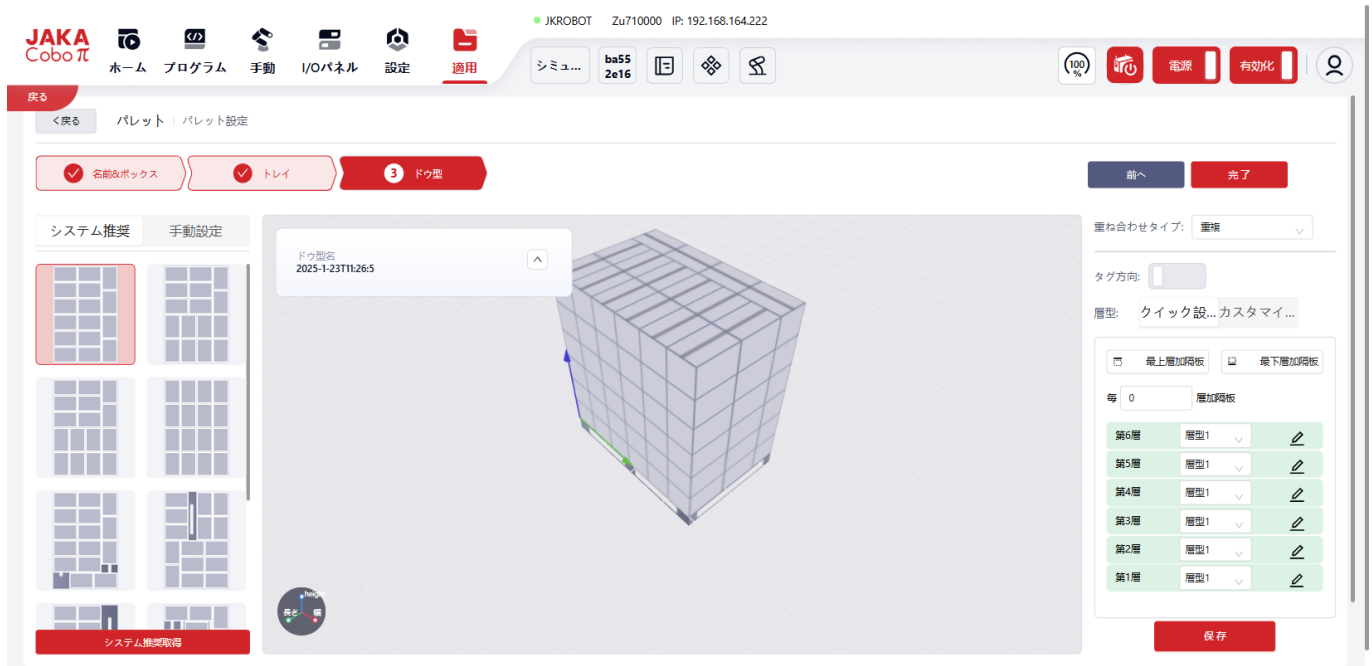 JKROBOT Zu710000 IP: 192.168.164.222
JAKA
Cobo π
ホーム プログラム 手動 I/Oパネル 設定 適用
シミュ... ba55
2e16
100
%
電源 有効化
戻る
<戻る パレット | パレット設定
名前&ボックス トレイ 3 ドウ型
前へ 完了
システム推奨 手動設定
ドウ型名
2025-1-23T11:26:5
height
長さ 幅
システム推奨取得
重ね合わせタイプ: 重複
タグ方向:
層型: クイック設... カスタマイ...
最上層加隔板 最下層加隔板
毎 0 層加隔板
第6層 層型1
第5層 層型1
第4層 層型1
第3層 層型1
第2層 層型1
第1層 層型1
保存